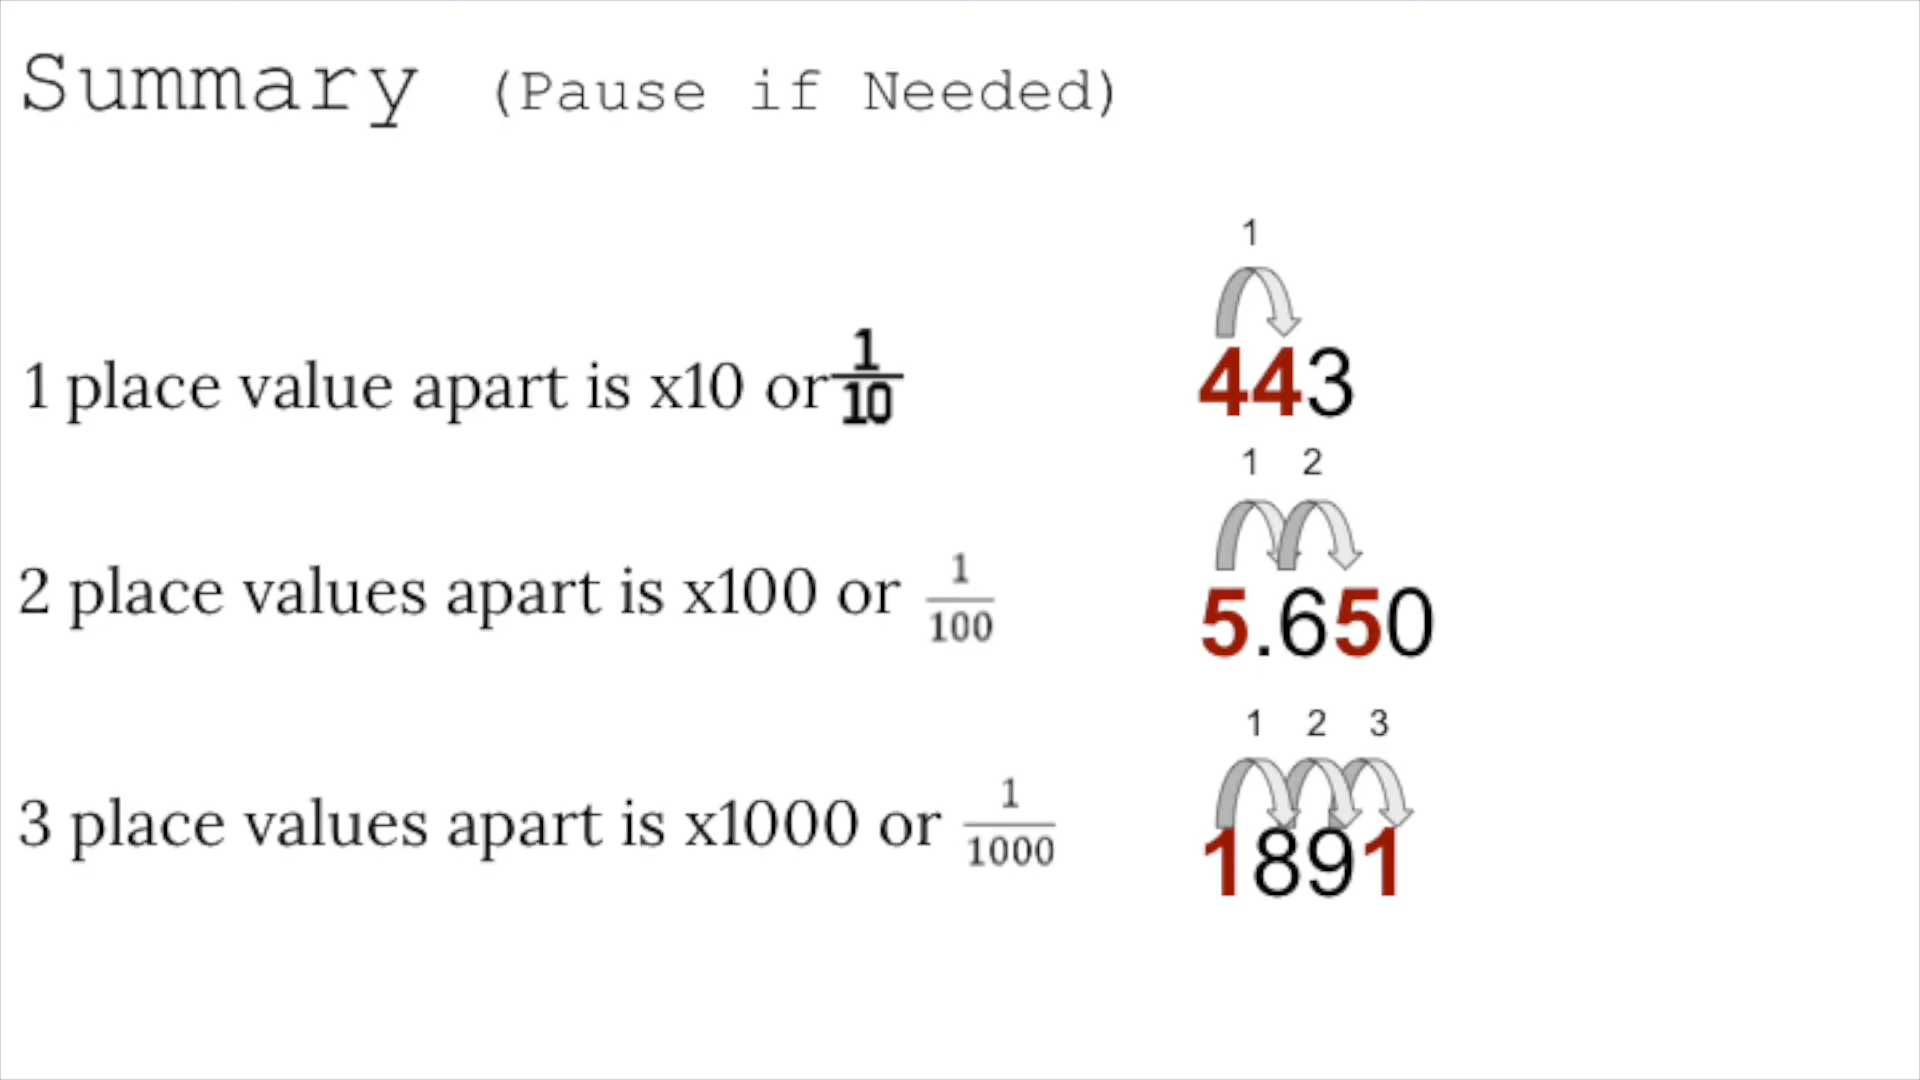 Summary (Pause if Needed)
1
1 place value apart is x10 or 1/10 443
1 2
2 place values apart is x100 or 1/100 5.650
1 2 3
3 place values apart is x1000 or 1/1000 1891